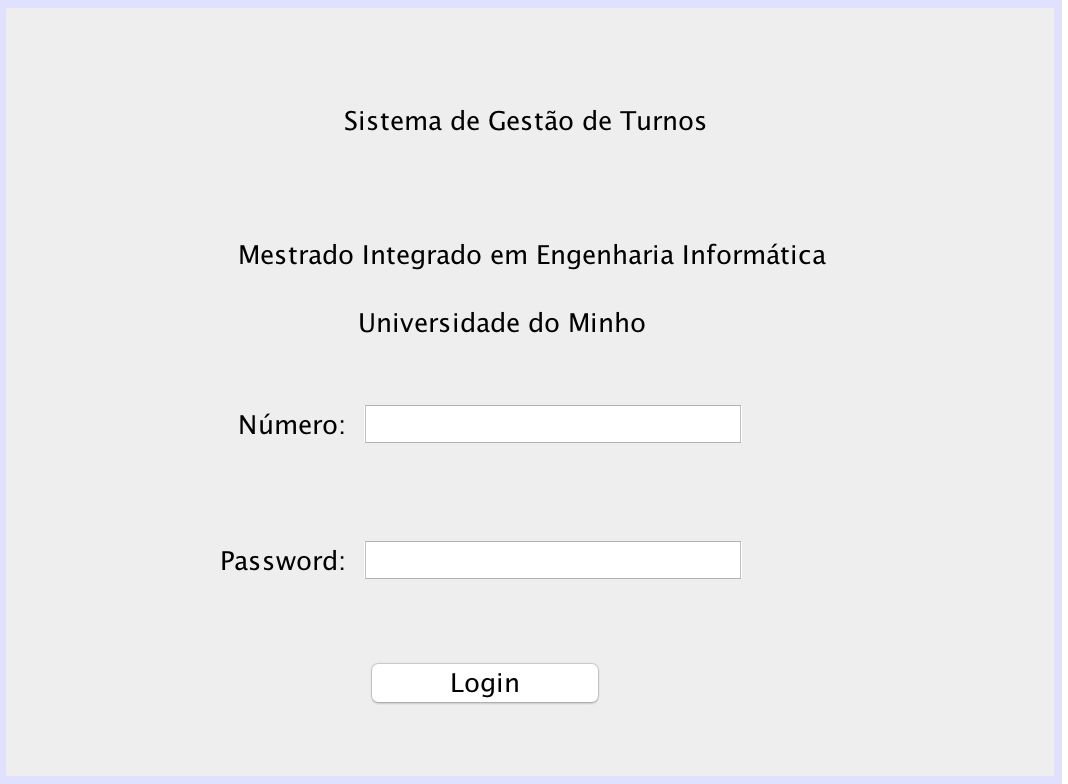 Sistema de Gestão de Turnos
Mestrado Integrado em Engenharia Informática
Universidade do Minho
Número:
Password:
Login